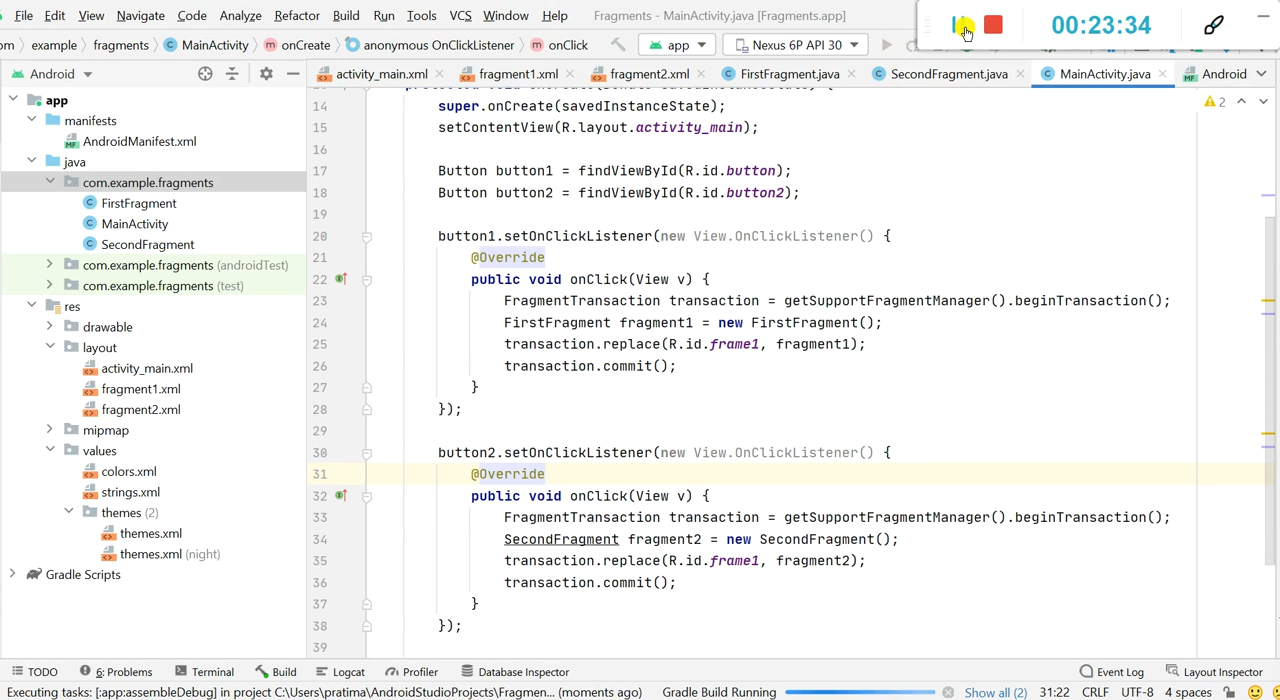 File Edit View Navigate Code Analyze Refactor Build Run Tools VCS Window Help Fragments - MainActivity.java [Fragments.app]
00:23:34
example fragments MainActivity onCreate anonymous OnClickListener onClick app Nexus 6P API 30
Android activity_main.xml fragment1.xml fragment2.xml FirstFragment.java SecondFragment.java MainActivity.java Android
2
app
manifests
AndroidManifest.xml
java
com.example.fragments
FirstFragment
MainActivity
SecondFragment
com.example.fragments (androidTest)
com.example.fragments (test)
res
drawable
layout
activity_main.xml
fragment1.xml
fragment2.xml
mipmap
values
colors.xml
strings.xml
themes (2)
themes.xml
themes.xml (night)
Gradle Scripts
14 super.onCreate(savedInstanceState);
15 setContentView(R.layout.activity_main);
16
17 Button button1 = findViewById(R.id.button);
18 Button button2 = findViewById(R.id.button2);
19
20 button1.setOnClickListener(new View.OnClickListener() {
21 @Override
22 public void onClick(View v) {
23 FragmentTransaction transaction = getSupportFragmentManager().beginTransaction();
24 FirstFragment fragment1 = new FirstFragment();
25 transaction.replace(R.id.frame1, fragment1);
26 transaction.commit();
27 }
28 });
29
30 button2.setOnClickListener(new View.OnClickListener() {
31 @Override
32 public void onClick(View v) {
33 FragmentTransaction transaction = getSupportFragmentManager().beginTransaction();
34 SecondFragment fragment2 = new SecondFragment();
35 transaction.replace(R.id.frame1, fragment2);
36 transaction.commit();
37 }
38 });
39
TODO 6: Problems Terminal Build Logcat Profiler Database Inspector Event Log Layout Inspector
Executing tasks: [:app:assembleDebug] in project C:\Users\pratima\AndroidStudioProjects\Fragmen... (moments ago) Gradle Build Running Show all (2) 31:22 CRLF UTF-8 4 spaces